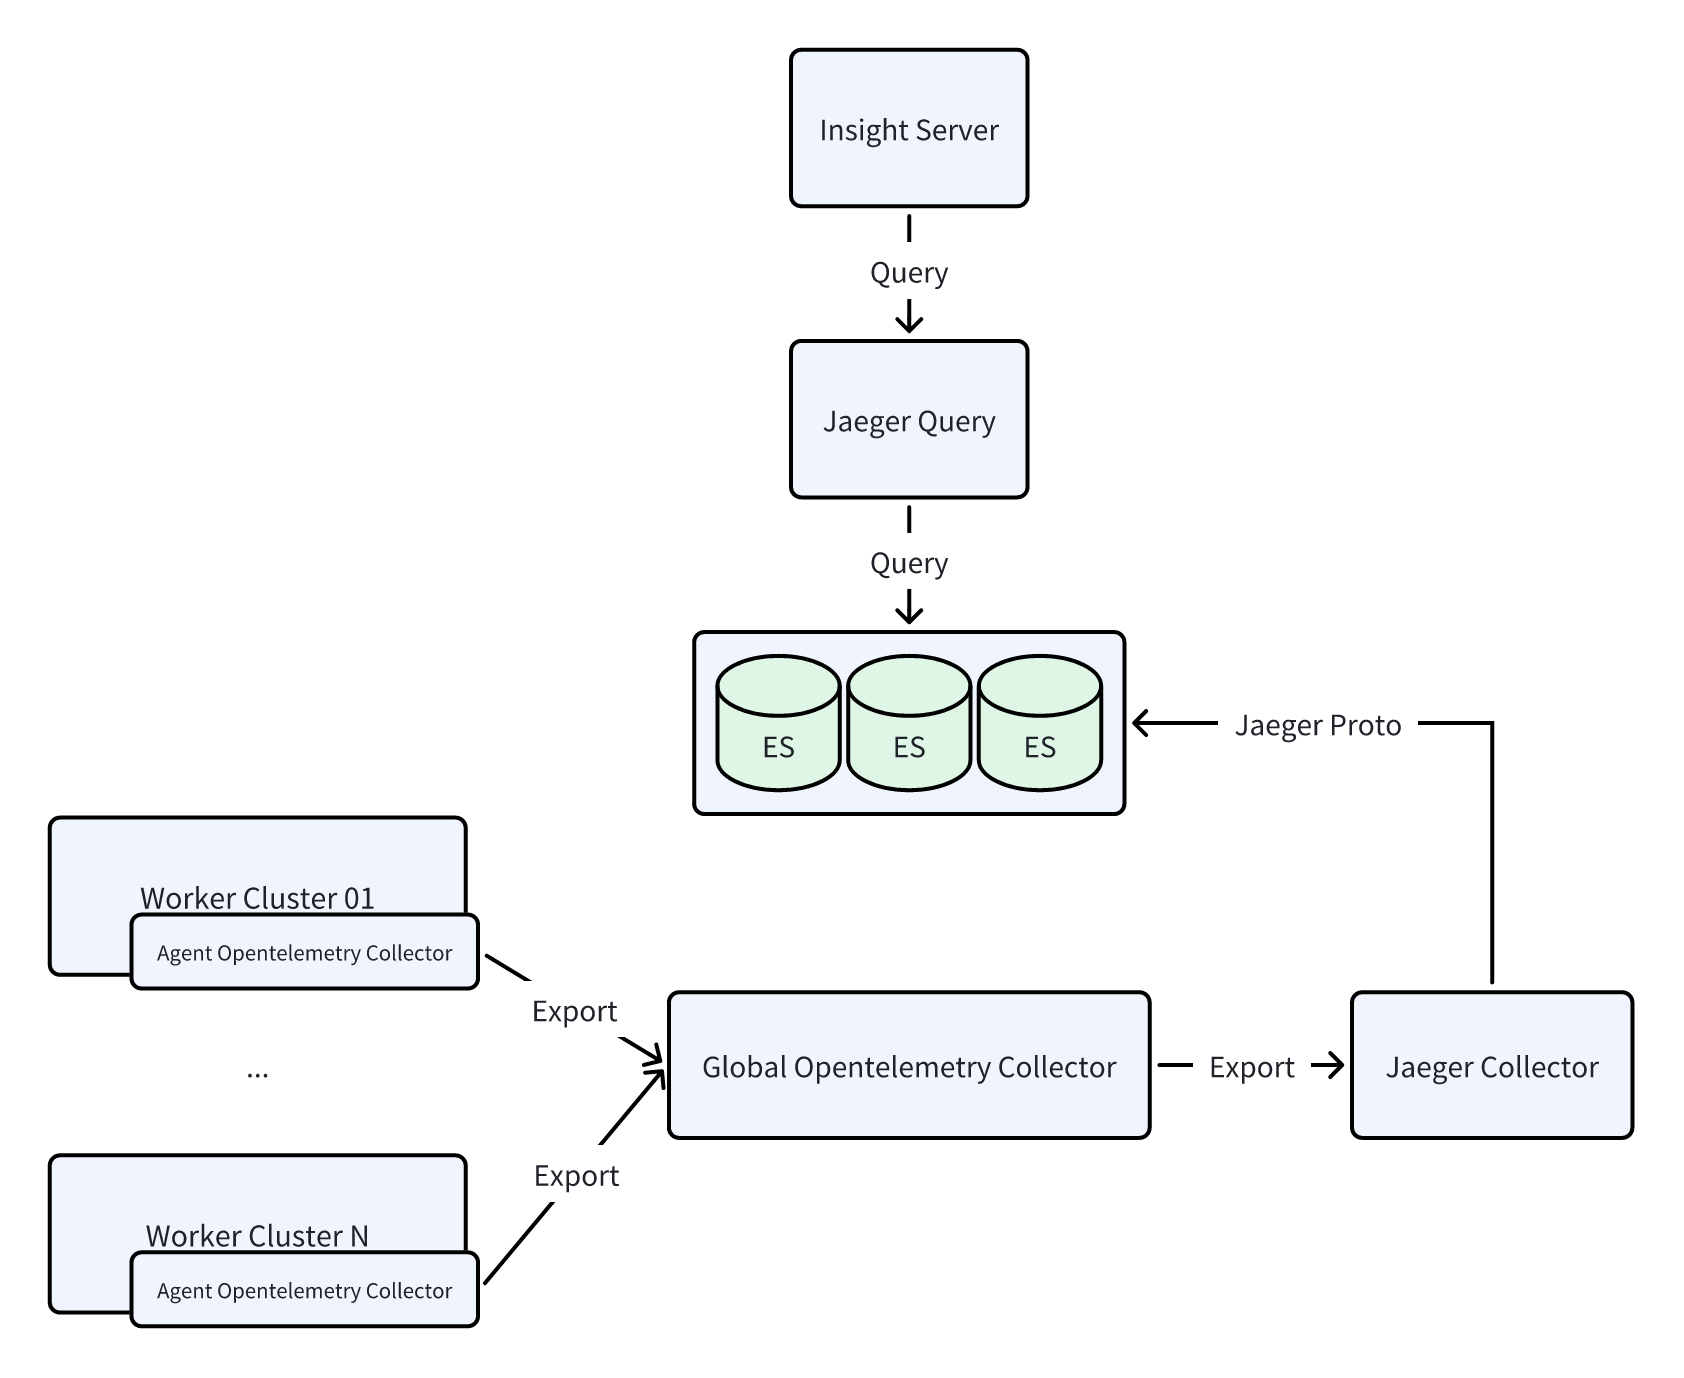 Insight Server
Query
Jaeger Query
Query
ES ES ES
Jaeger Proto
Worker Cluster 01
Agent Opentelemetry Collector
Export
...
Global Opentelemetry Collector
Export
Jaeger Collector
Export
Worker Cluster N
Agent Opentelemetry Collector